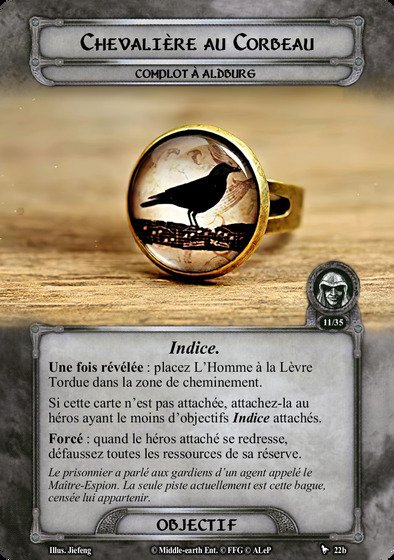 Chevalière au Corbeau
Complot à Aldburg
11/35
Indice.
Une fois révélée : placez L'Homme à la Lèvre
Tordue dans la zone de cheminement.
Si cette carte n'est pas attachée, attachez-la au
héros ayant le moins d'objectifs Indice attachés.
Forcé : quand le héros attaché se redresse,
défaussez toutes les ressources de sa réserve.
Le prisonnier a parlé aux gardiens d'un agent appelé le
Maître-Espion. La seule piste actuellement est cette bague,
censée lui appartenir.
OBJECTIF
Illus. Jiefeng
© Middle-earth Ent. © FFG © ALeP
22b